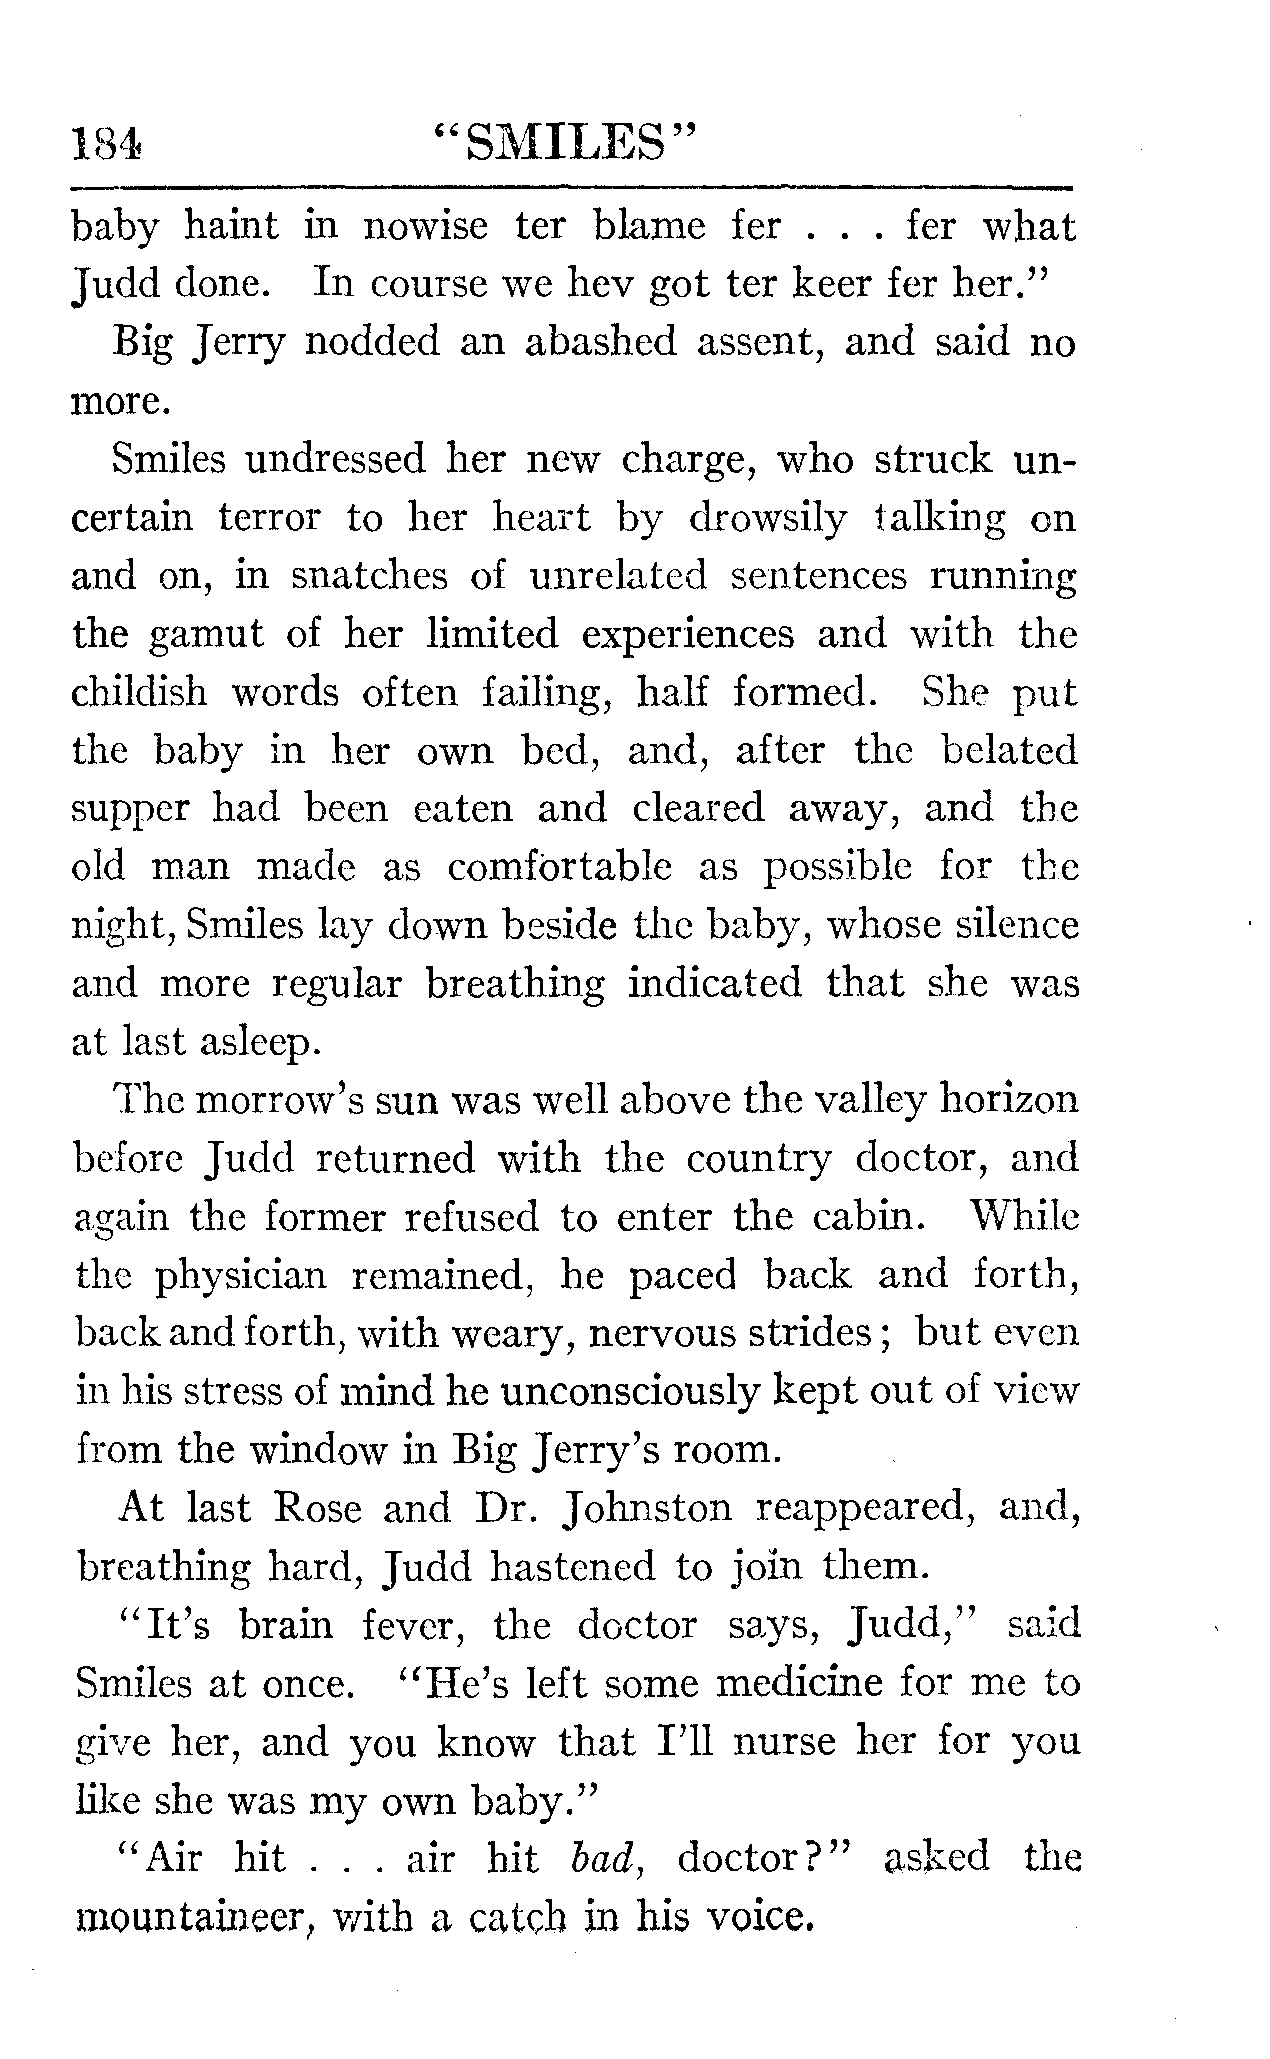 184 "SMILES"
baby haint in nowise ter blame fer . . . fer what
Judd done. In course we hev got ter keer fer her."
Big Jerry nodded an abashed assent, and said no
more.
Smiles undressed her new charge, who struck un-
certain terror to her heart by drowsily talking on
and on, in snatches of unrelated sentences running
the gamut of her limited experiences and with the
childish words often failing, half formed. She put
the baby in her own bed, and, after the belated
supper had been eaten and cleared away, and the
old man made as comfortable as possible for the
night, Smiles lay down beside the baby, whose silence
and more regular breathing indicated that she was
at last asleep.
The morrow's sun was well above the valley horizon
before Judd returned with the country doctor, and
again the former refused to enter the cabin. While
the physician remained, he paced back and forth,
back and forth, with weary, nervous strides; but even
in his stress of mind he unconsciously kept out of view
from the window in Big Jerry's room.
At last Rose and Dr. Johnston reappeared, and,
breathing hard, Judd hastened to join them.
"It's brain fever, the doctor says, Judd," said
Smiles at once. "He's left some medicine for me to
give her, and you know that I'll nurse her for you
like she was my own baby."
"Air hit . . . air hit bad, doctor?" asked the
mountaineer, with a catch in his voice.